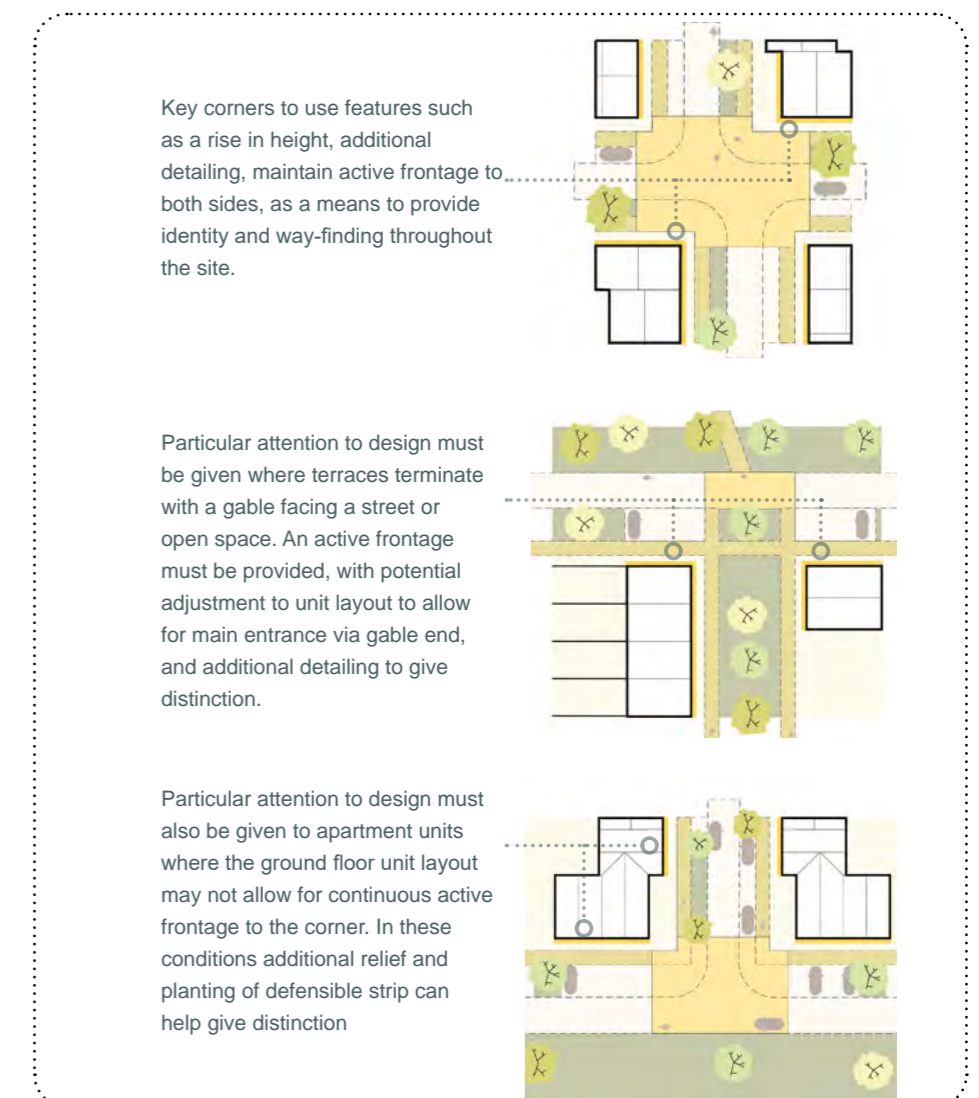 Key corners to use features such
as a rise in height, additional
detailing, maintain active frontage to
both sides, as a means to provide
identity and way-finding throughout
the site.
Particular attention to design must
be given where terraces terminate
with a gable facing a street or
open space. An active frontage
must be provided, with potential
adjustment to unit layout to allow
for main entrance via gable end,
and additional detailing to give
distinction.
Particular attention to design must
also be given to apartment units
where the ground floor unit layout
may not allow for continuous active
frontage to the corner. In these
conditions additional relief and
planting of defensible strip can
help give distinction